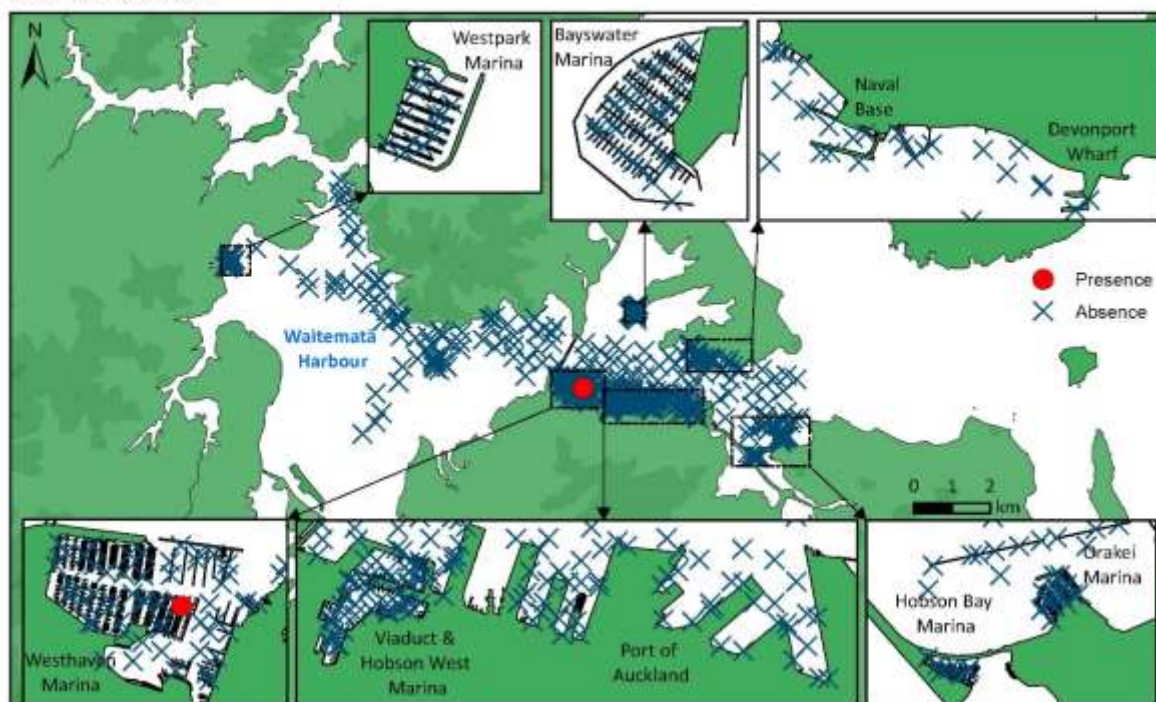 N
Westpark
Marina
Bayswater
Marina
Naval
Base
Devonport
Wharf
Presence
Absence
Waitemata
Harbour
0 1 2
km
Westhaven
Marina
Viaduct &
Hobson West
Marina
Port of
Auckland
Orakei
Marina
Hobson Bay
Marina